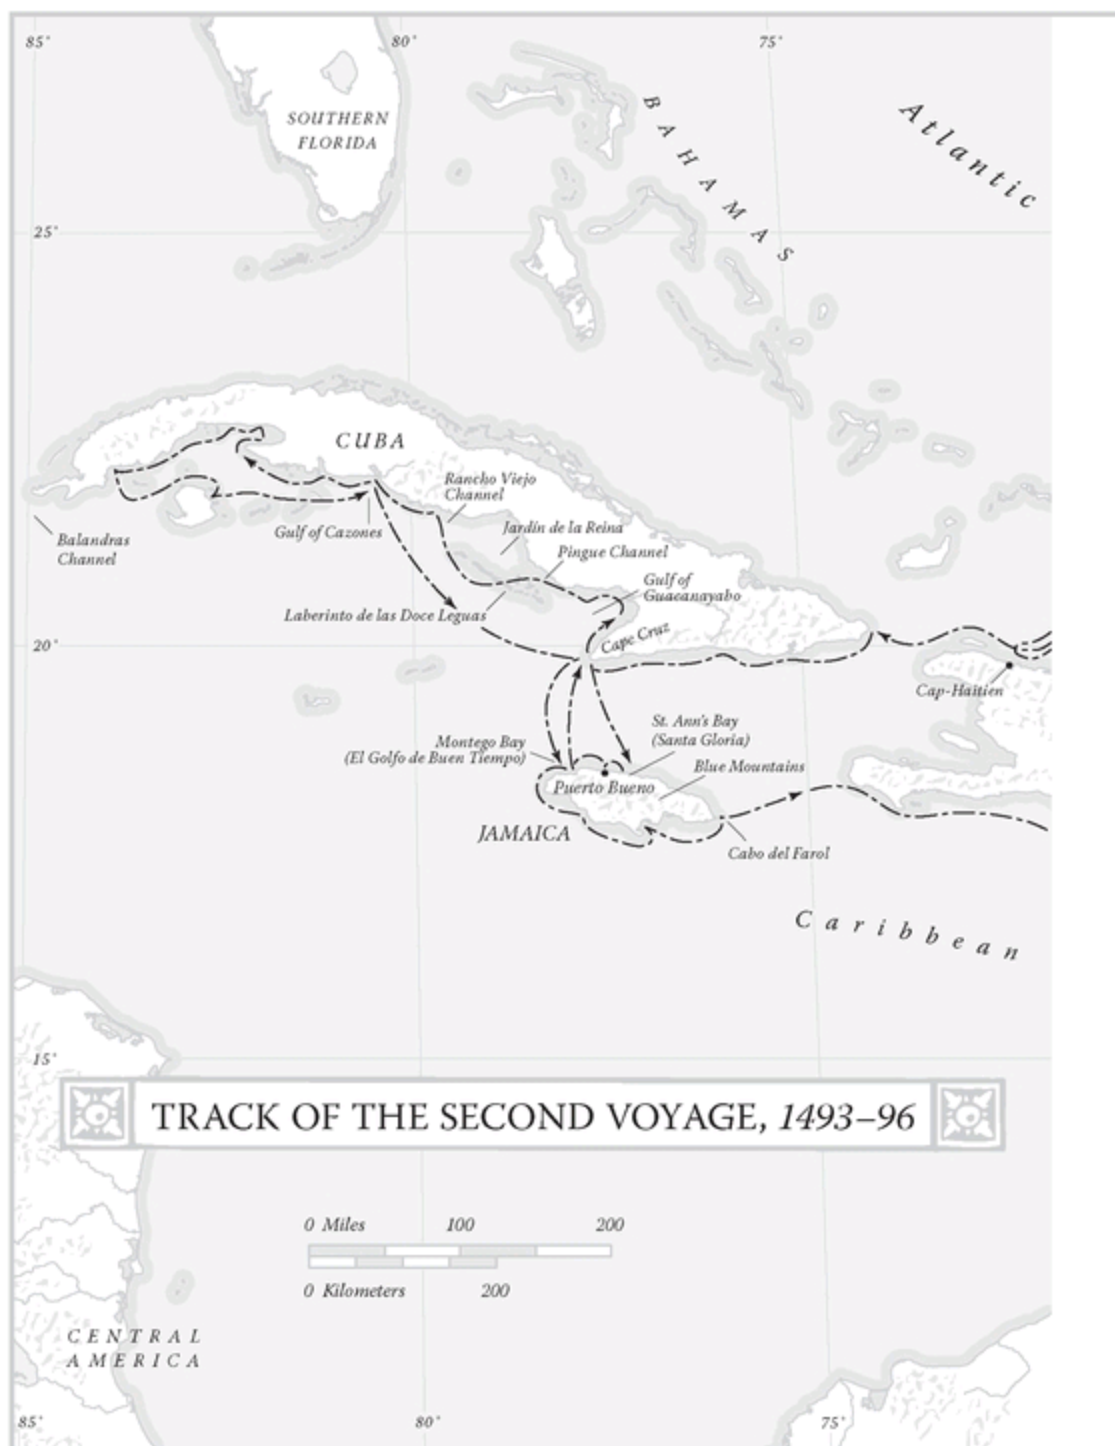 85°
80°
75°
SOUTHERN
FLORIDA
BAHAMAS
Atlantic
25°
CUBA
Rancho Viejo
Channel
Gulf of Cazones
Jardín de la Reina
Balandras
Channel
Pingue Channel
Gulf of
Guacanayabo
Laberinto de las Doce Leguas
Cape Cruz
20°
Cap-Haïtien
St. Ann's Bay
(Santa Gloria)
Montego Bay
(El Golfo de Buen Tiempo)
Blue Mountains
Puerto Bueno
JAMAICA
Cabo del Farol
Caribbean
15°
TRACK OF THE SECOND VOYAGE, 1493–96
0 Miles 100 200
0 Kilometers 200
CENTRAL
AMERICA
85°
80°
75°